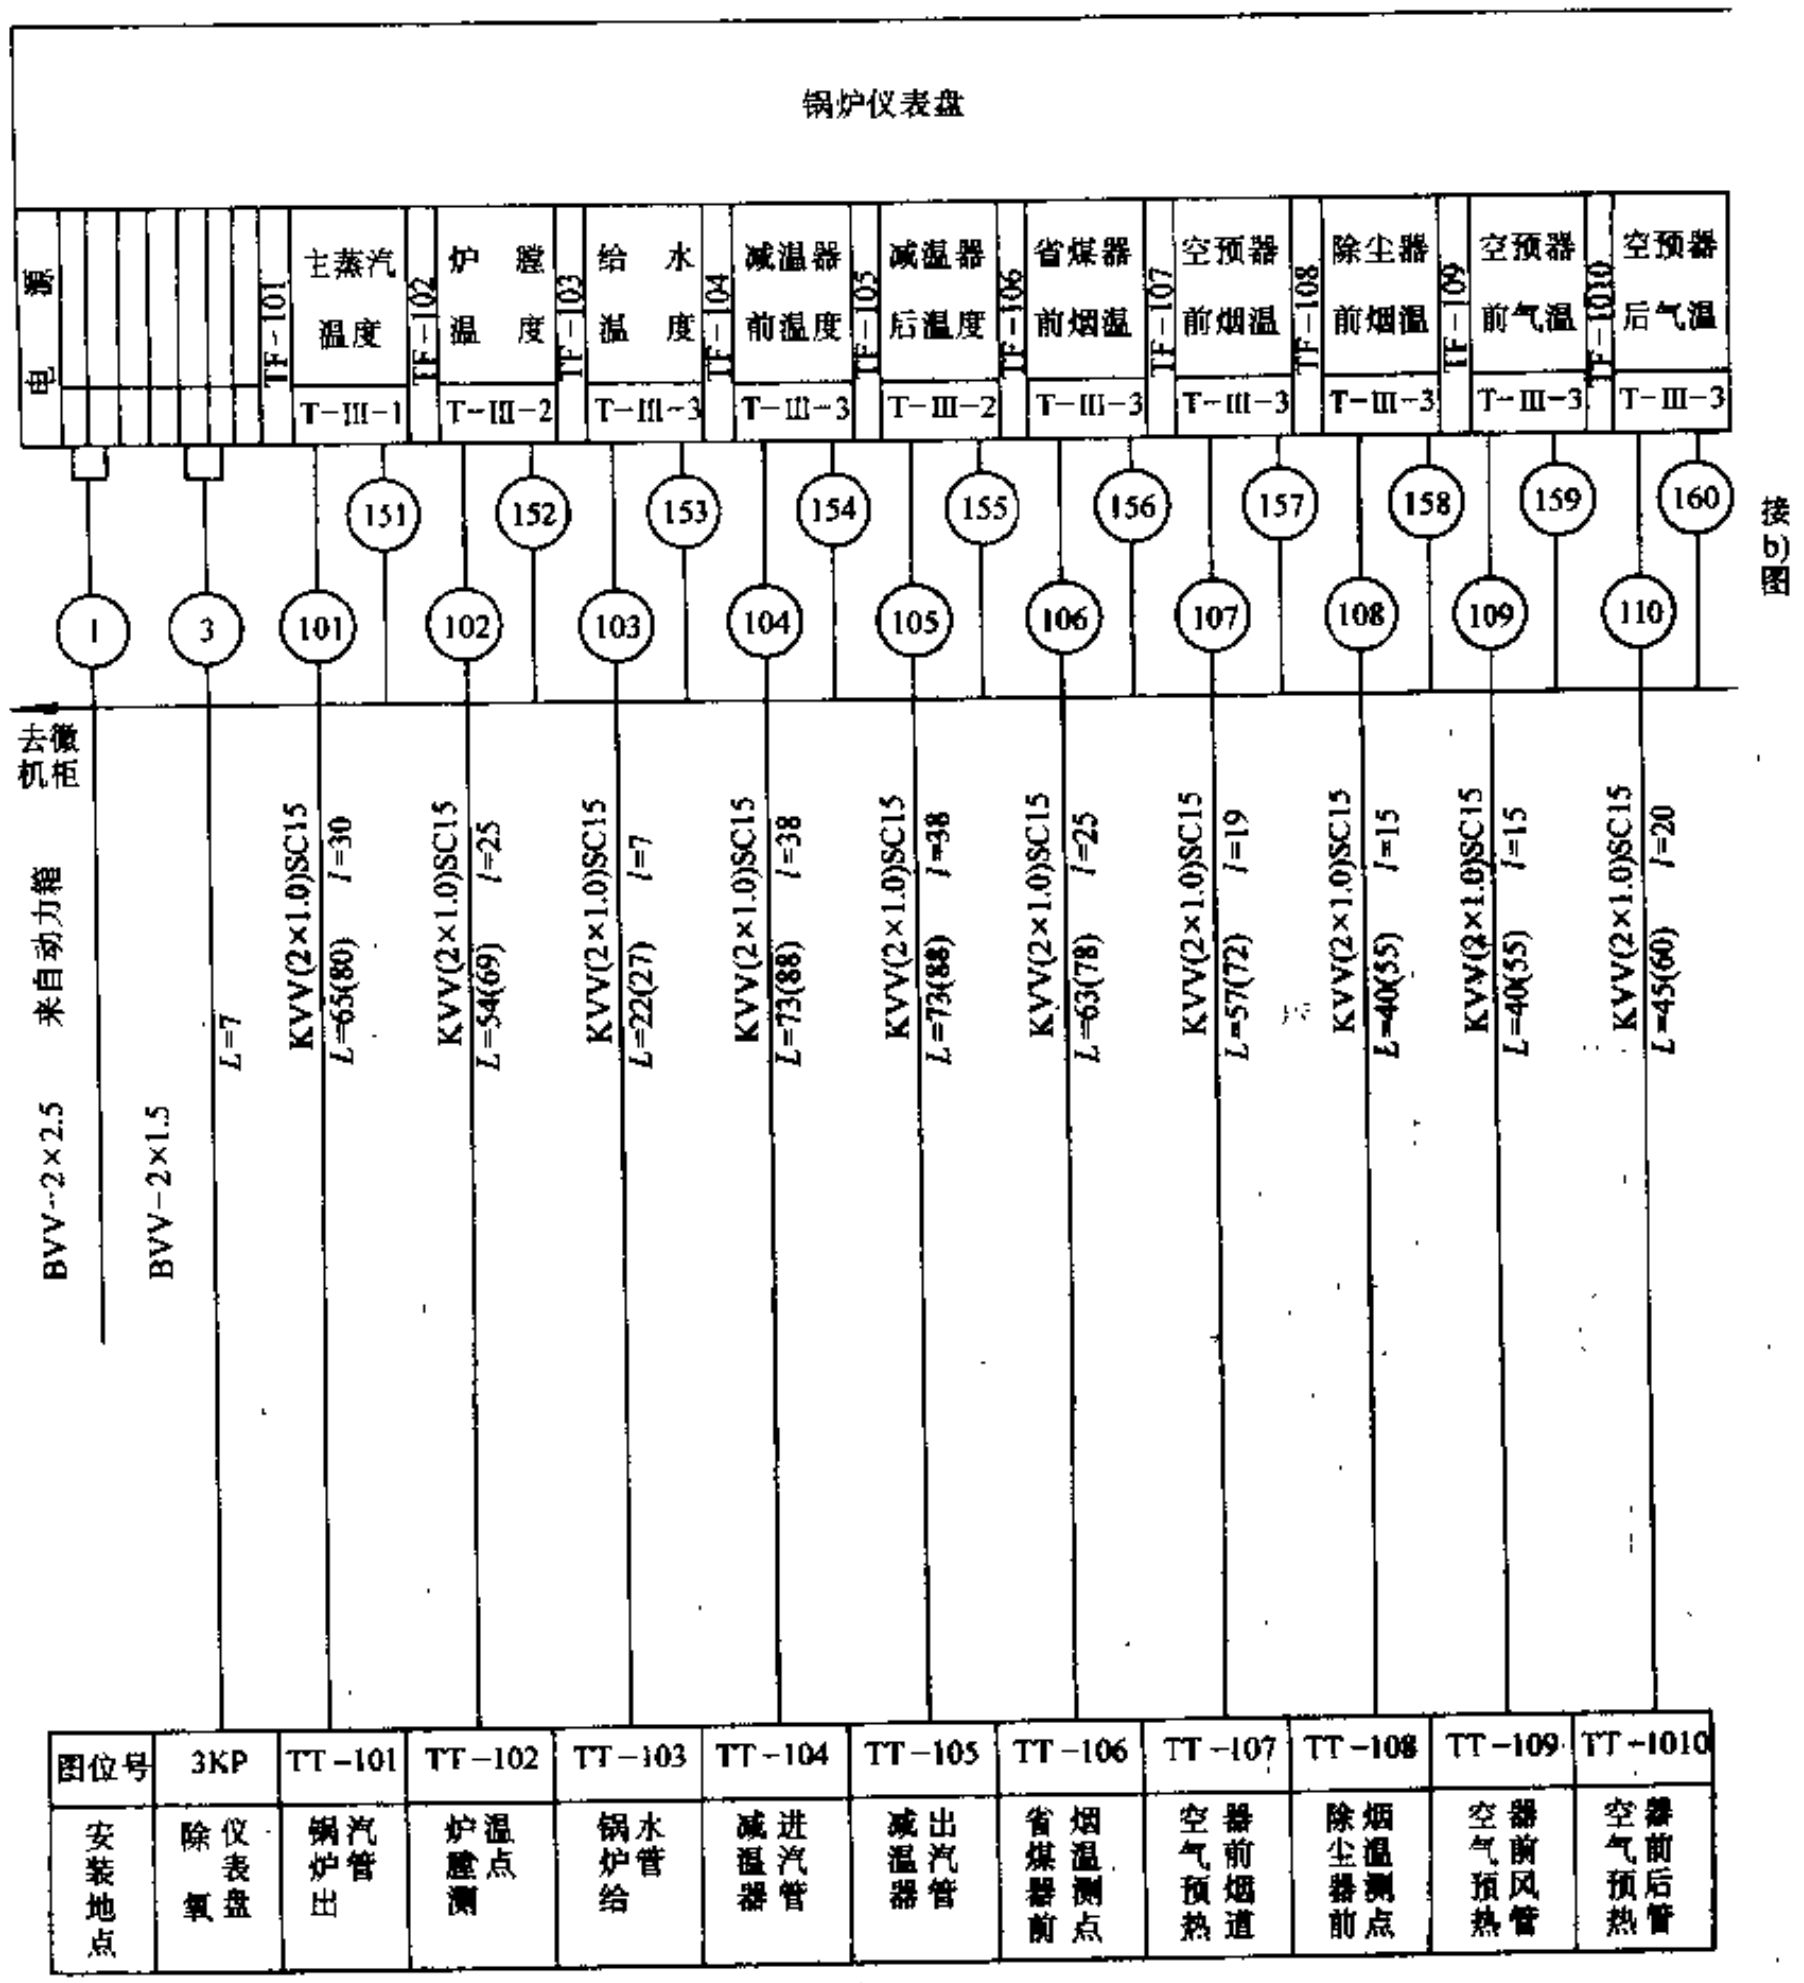 锅炉仪表盘
电源
TF-101
主蒸汽
温度
T-III-1
TF-102
炉膛
温度
T-III-2
TF-103
给水
温度
T-III-3
TF-104
减温器
前温度
T-III-3
TF-105
减温器
后温度
T-III-2
TF-106
省煤器
前烟温
T-III-3
TF-107
空预器
前烟温
T-III-3
TF-108
除尘器
前烟温
T-III-3
TF-109
空预器
前气温
T-III-3
TF-1010
空预器
后气温
T-III-3
151
152
153
154
155
156
157
158
159
160
接b)图
1
3
101
102
103
104
105
106
107
108
109
110
去微
机柜
BVV-2×2.5 来自动力箱
BVV-2×1.5
L=7
KVV(2×1.0)SC15
L=65(80) l=30
KVV(2×1.0)SC15
L=54(69) l=25
KVV(2×1.0)SC15
L=22(27) l=7
KVV(2×1.0)SC15
L=73(88) l=38
KVV(2×1.0)SC15
L=73(88) l=38
KVV(2×1.0)SC15
L=63(78) l=25
KVV(2×1.0)SC15
L=57(72) l=19
KVV(2×1.0)SC15
L=40(55) l=15
KVV(2×1.0)SC15
L=40(55) l=15
KVV(2×1.0)SC15
L=45(60) l=20
图位号
3KP
TT-101
TT-102
TT-103
TT-104
TT-105
TT-106
TT-107
TT-108
TT-109
TT-1010
安装地点
除氧
仪表盘
锅炉出
汽管
炉膛测
温点
锅炉给
水管
减温器
进汽管
减温器
出汽管
省煤器前
烟温测点
空气预热
器前烟道
除尘器前
烟温测点
空气预热
器前风管
空气预热
器前后管